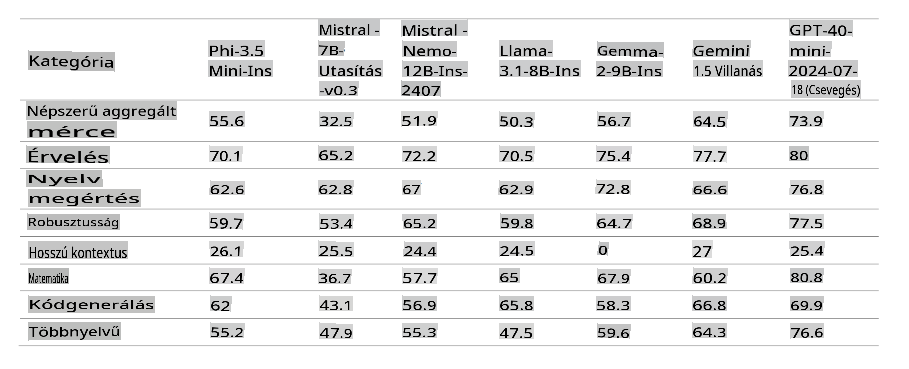 Kategória Phi-3.5 Mini-Ins Mistral - 7B- Utasítás -v0.3 Mistral - Nemo- 12B-Ins- 2407 Llama- 3.1-8B-Ins Gemma- 2-9B-Ins Gemini 1.5 Villanás GPT-40- mini- 2024-07- 18 (Csevegés)
Népszerű aggregált mérce 55.6 32.5 51.9 50.3 56.7 64.5 73.9
Érvelés 70.1 65.2 72.2 70.5 75.4 77.7 80
Nyelv megértés 62.6 62.8 67 62.9 72.8 66.6 76.8
Robusztusság 59.7 53.4 65.2 59.8 64.7 68.9 77.5
Hosszú kontextus 26.1 25.5 24.4 24.5 0 27 25.4
Matematika 67.4 36.7 57.7 65 67.9 60.2 80.8
Kódgenerálás 62 43.1 56.9 65.8 58.3 66.8 69.9
Többnyelvű 55.2 47.9 55.3 47.5 59.6 64.3 76.6